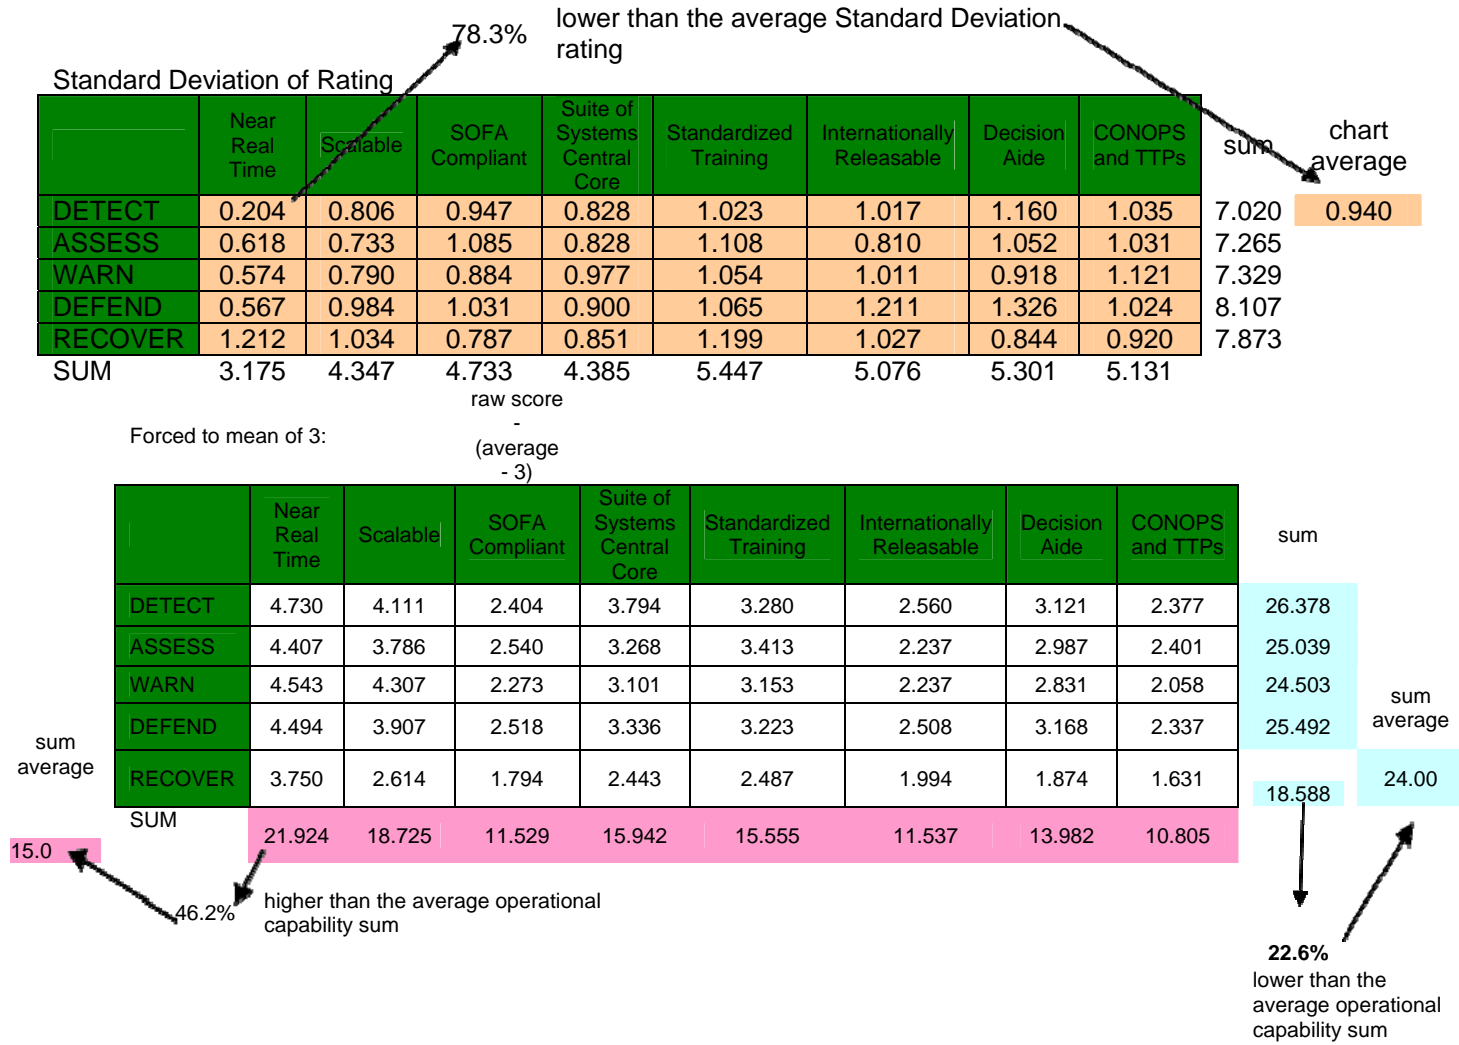 78.3%
lower than the average Standard Deviation
rating
Standard Deviation of Rating
Near Real Time Scalable SOFA Compliant Suite of Systems Central Core Standardized Training Internationally Releasable Decision Aide CONOPS and TTPs sum chart average
DETECT 0.204 0.806 0.947 0.828 1.023 1.017 1.160 1.035 7.020 0.940
ASSESS 0.618 0.733 1.085 0.828 1.108 0.810 1.052 1.031 7.265
WARN 0.574 0.790 0.884 0.977 1.054 1.011 0.918 1.121 7.329
DEFEND 0.567 0.984 1.031 0.900 1.065 1.211 1.326 1.024 8.107
RECOVER 1.212 1.034 0.787 0.851 1.199 1.027 0.844 0.920 7.873
SUM 3.175 4.347 4.733 4.385 5.447 5.076 5.301 5.131
raw score
-
(average
- 3)
Forced to mean of 3:
Near Real Time Scalable SOFA Compliant Suite of Systems Central Core Standardized Training Internationally Releasable Decision Aide CONOPS and TTPs sum
DETECT 4.730 4.111 2.404 3.794 3.280 2.560 3.121 2.377 26.378
ASSESS 4.407 3.786 2.540 3.268 3.413 2.237 2.987 2.401 25.039
WARN 4.543 4.307 2.273 3.101 3.153 2.237 2.831 2.058 24.503
DEFEND 4.494 3.907 2.518 3.336 3.223 2.508 3.168 2.337 25.492
sum
average
RECOVER 3.750 2.614 1.794 2.443 2.487 1.994 1.874 1.631 18.588 24.00
sum
average
SUM 21.924 18.725 11.529 15.942 15.555 11.537 13.982 10.805
15.0
46.2%
higher than the average operational
capability sum
22.6%
lower than the
average operational
capability sum